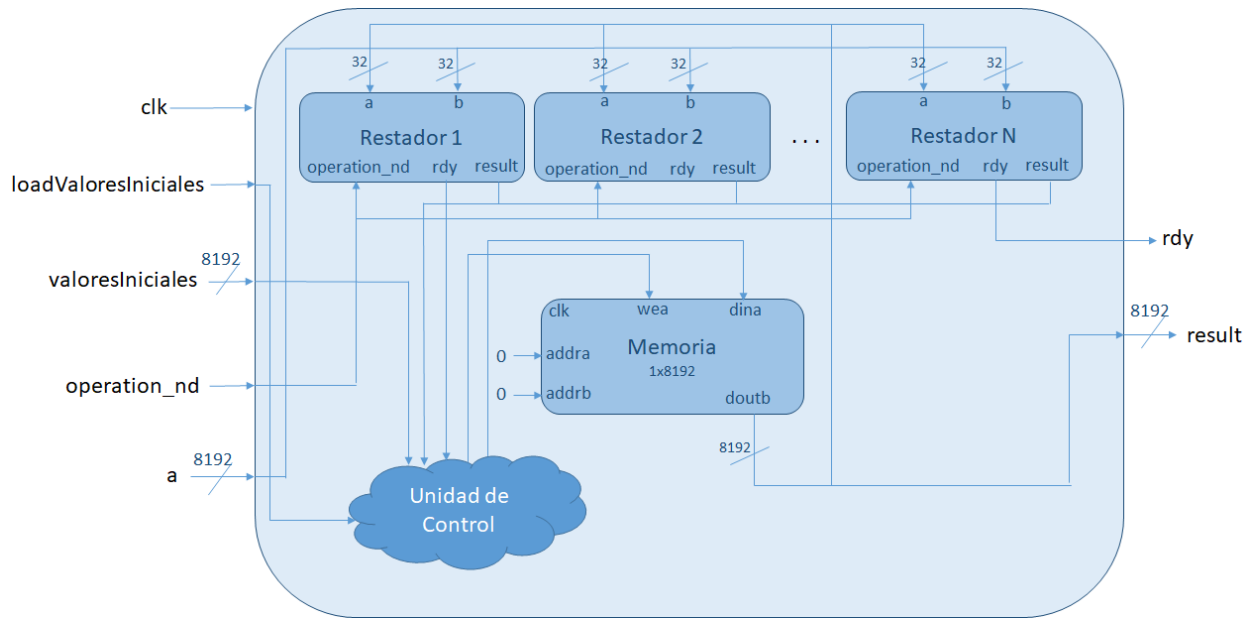 32 32 32 32 32 32
clk
a b a b a b
Restador 1 Restador 2 ... Restador N
operation_nd rdy result operation_nd rdy result operation_nd rdy result
loadValoresIniciales
rdy
8192
valoresIniciales
clk wea dina
8192
result
Memoria
0 addra
1x8192
operation_nd
0 addrb
doutb
8192
8192
a
Unidad de
Control